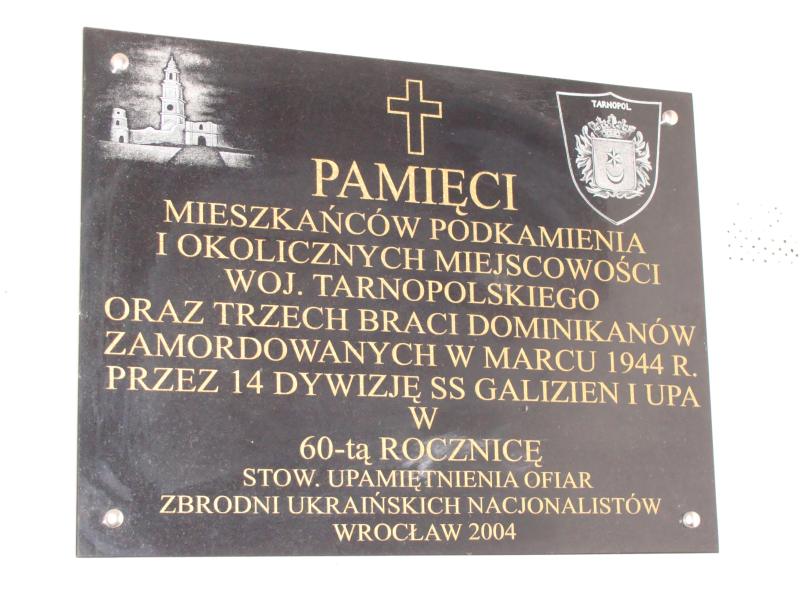 TARNOPOL
PAMIĘCI
MIESZKAŃCÓW PODKAMIENIA
I OKOLICZNYCH MIEJSCOWOŚCI
WOJ. TARNOPOLSKIEGO
ORAZ TRZECH BRACI DOMINIKANÓW
ZAMORDOWANYCH W MARCU 1944 R.
PRZEZ 14 DYWIZJĘ SS GALIZIEN I UPA
W
60-tą ROCZNICĘ
STOW. UPAMIĘTNIENIA OFIAR
ZBRODNI UKRAIŃSKICH NACJONALISTÓW
WROCŁAW 2004